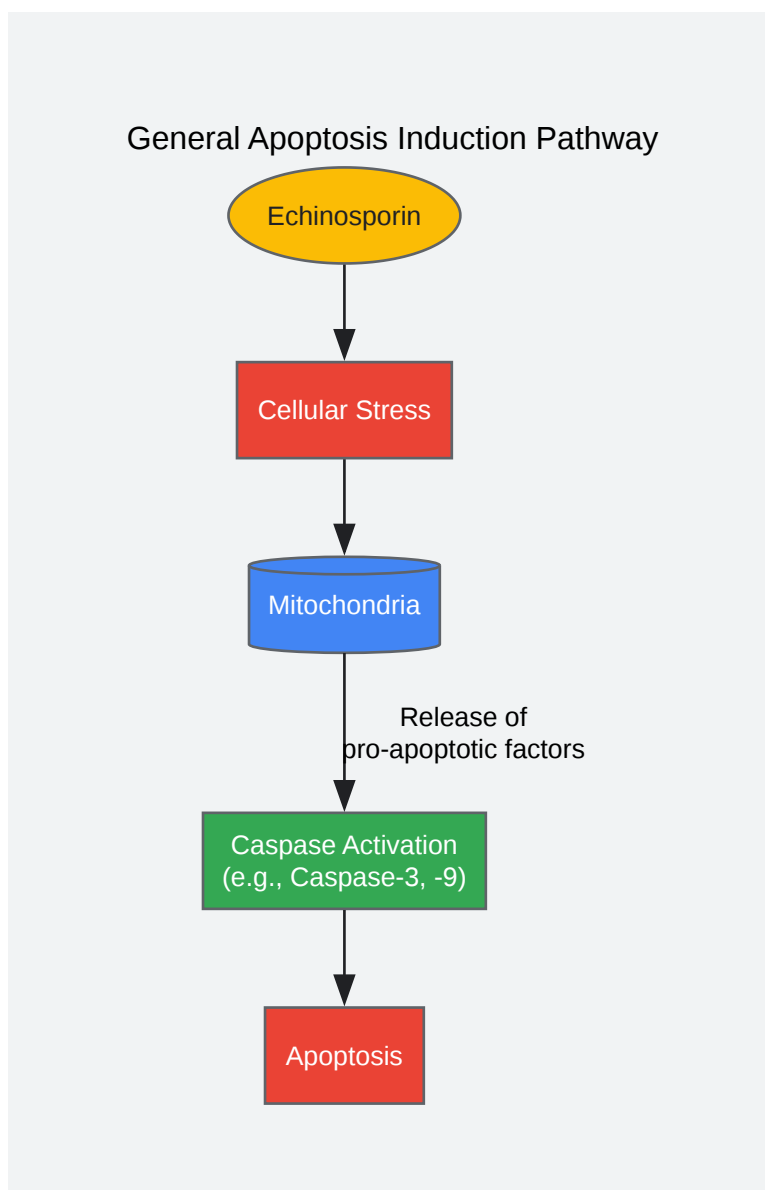 General Apoptosis Induction Pathway
Echinosporin
Cellular Stress
Mitochondria
Release of
pro-apoptotic factors
Caspase Activation
(e.g., Caspase-3, -9)
Apoptosis